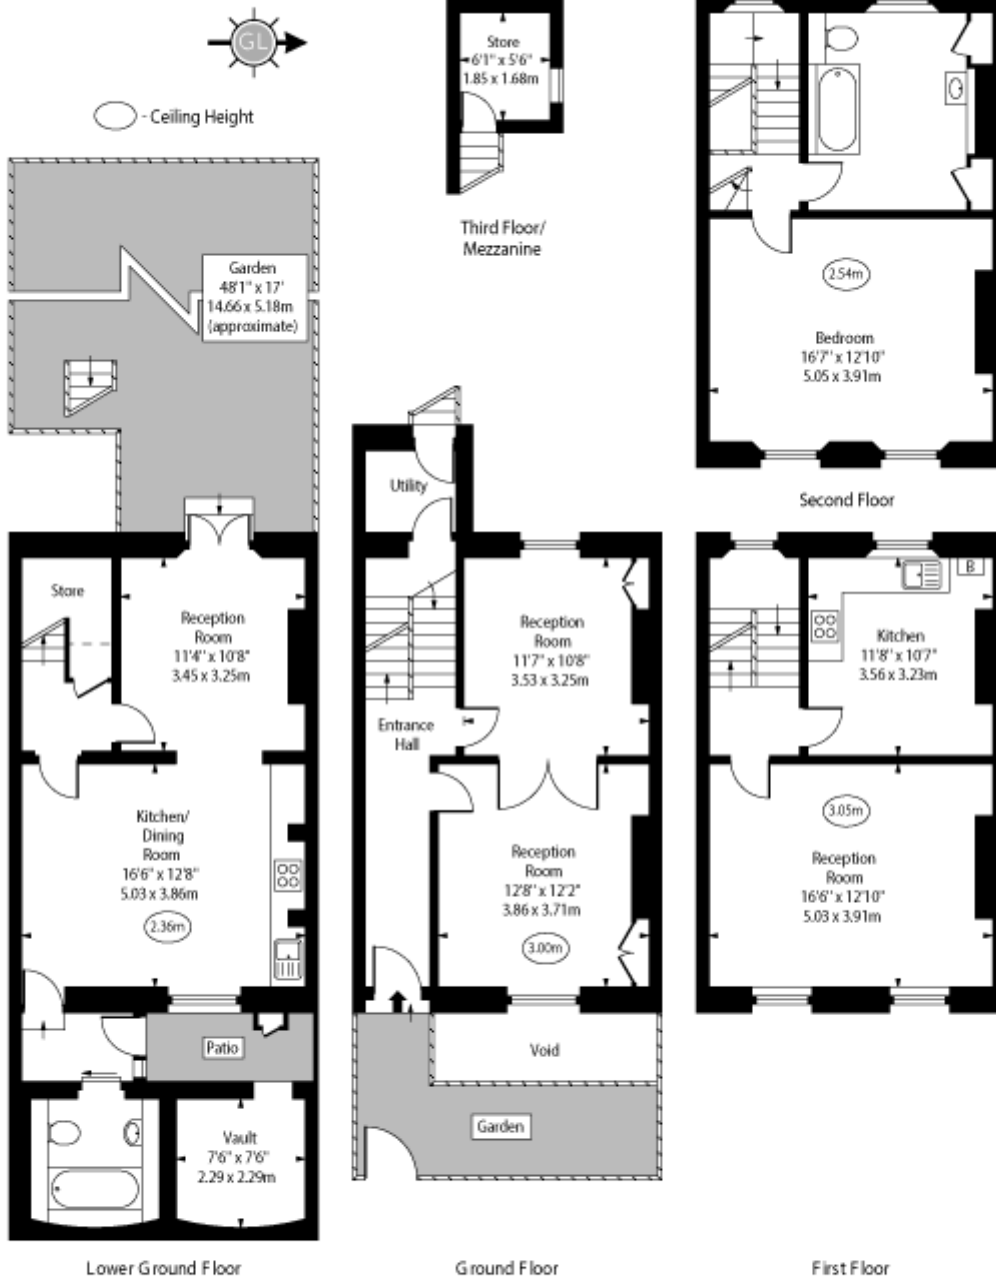 GL
- Ceiling Height
Store
6'1" x 5'6"
1.85 x 1.68m
Third Floor/
Mezzanine
Garden
48'1" x 17'
14.66 x 5.18m
(approximate)
2.54m
Bedroom
16'7" x 12'10"
5.05 x 3.91m
Second Floor
Store
Reception
Room
11'4" x 10'8"
3.45 x 3.25m
Kitchen/
Dining
Room
16'6" x 12'8"
5.03 x 3.86m
2.36m
Patio
Vault
7'6" x 7'6"
2.29 x 2.29m
Lower Ground Floor
Utility
Reception
Room
11'7" x 10'8"
3.53 x 3.25m
Entrance
Hall
Reception
Room
12'8" x 12'2"
3.86 x 3.71m
3.00m
Void
Garden
Ground Floor
B
Kitchen
11'8" x 10'7"
3.56 x 3.23m
3.05m
Reception
Room
16'6" x 12'10"
5.03 x 3.91m
First Floor